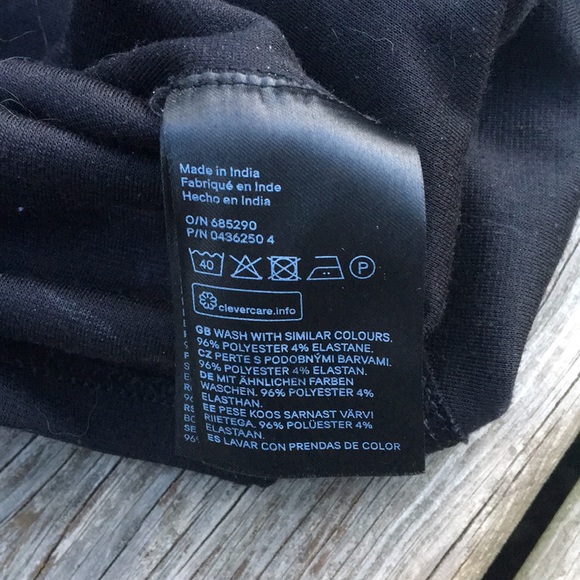 Made in India
Fabriqué en Inde
Hecho en India
O/N 685290
P/N 0436250 4
40 P
clevercare.info
GB WASH WITH SIMILAR COLOURS.
96% POLYESTER 4% ELASTANE.
CZ PERTE S PODOBNÝMI BARVAMI.
96% POLYESTER 4% ELASTAN.
DE MIT ÄHNLICHEN FARBEN
WASCHEN. 96% POLYESTER 4%
ELASTHAN.
EE PESE KOOS SARNAST VÄRVI
RIIETEGA. 96% POLÜESTER 4%
ELASTAAN.
ES LAVAR CON PRENDAS DE COLOR